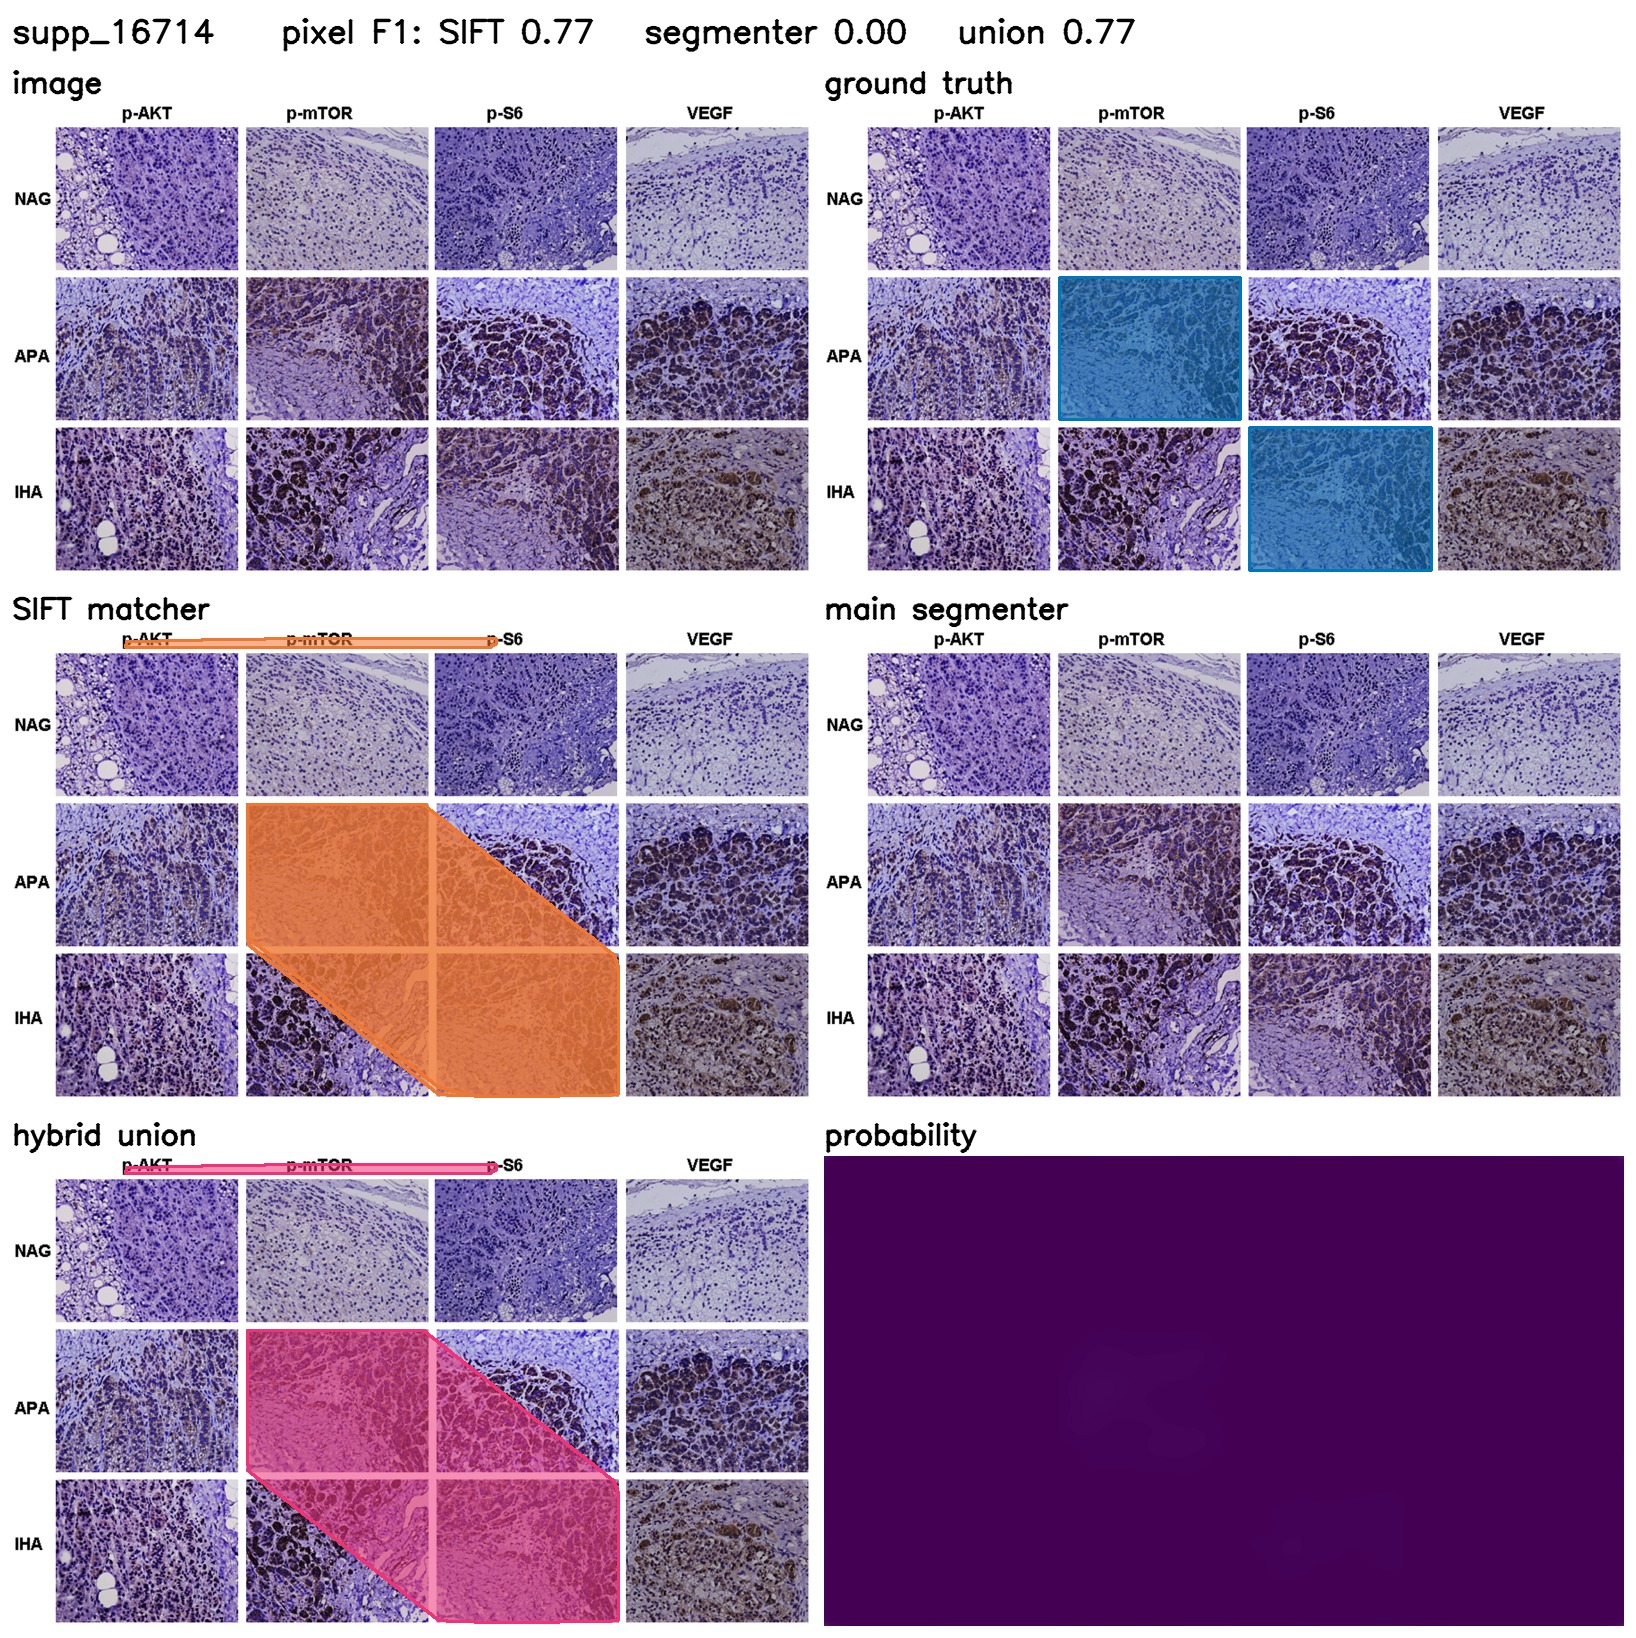 supp_16714 pixel F1: SIFT 0.77 segmenter 0.00 union 0.77
image ground truth
p-AKT p-mTOR p-S6 VEGF p-AKT p-mTOR p-S6 VEGF
NAG NAG
APA APA
IHA IHA
SIFT matcher main segmenter
p-AKT p-mTOR p-S6 VEGF p-AKT p-mTOR p-S6 VEGF
NAG NAG
APA APA
IHA IHA
hybrid union probability
p-AKT p-mTOR p-S6 VEGF
NAG
APA
IHA